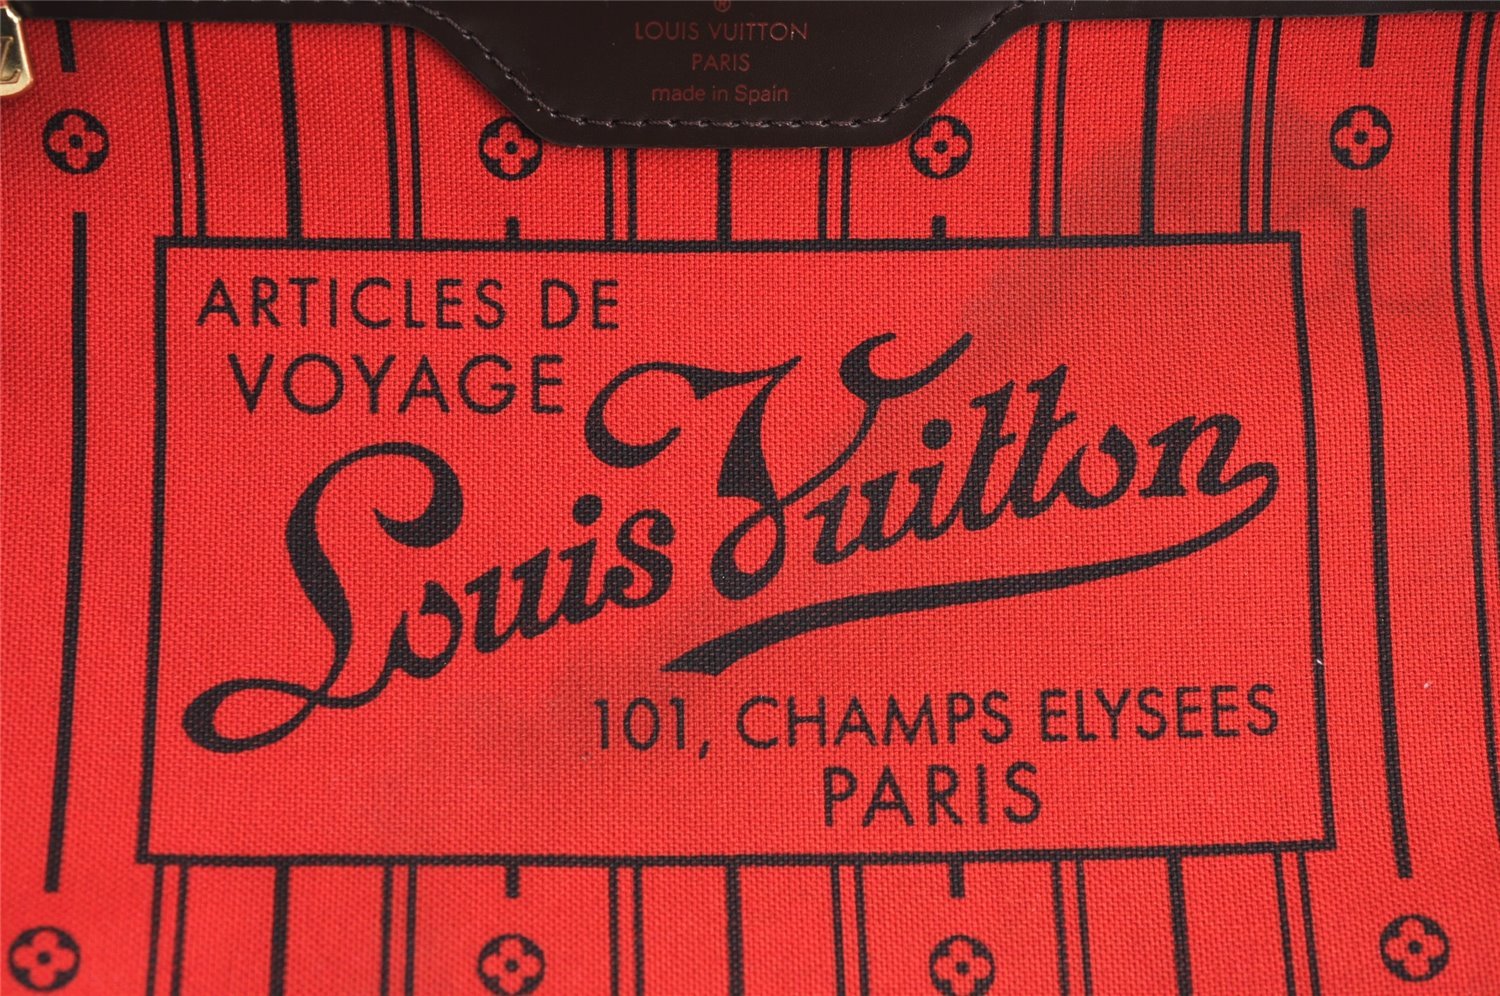 LOUIS VUITTON
PARIS
made in Spain
ARTICLES DE
VOYAGE
Louis Vuitton
101, CHAMPS ELYSEES
PARIS